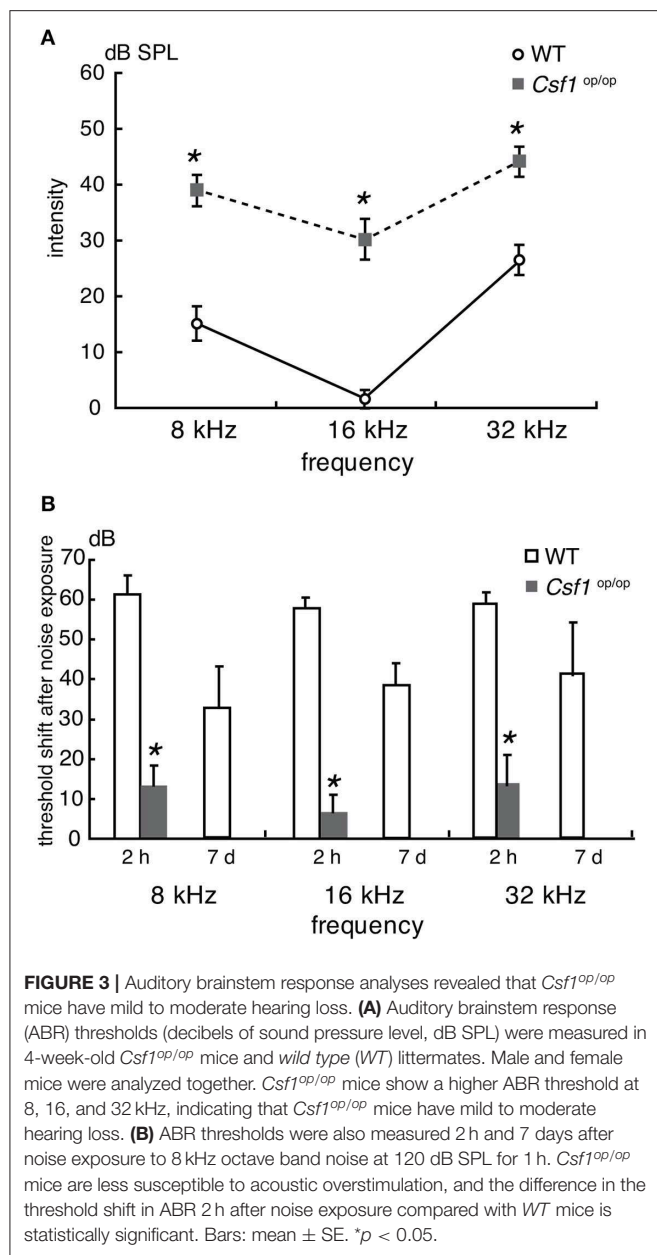 A
dB SPL
WT
Csf1 op/op
60
50
40
30
20
10
0
intensity
* * *
8 kHz 16 kHz 32 kHz
frequency
B
dB
WT
Csf1 op/op
70
60
50
40
30
20
10
0
threshold shift after noise exposure
* * *
2 h 7 d 2 h 7 d 2 h 7 d
8 kHz 16 kHz 32 kHz
frequency
FIGURE 3 | Auditory brainstem response analyses revealed that Csf1op/op
mice have mild to moderate hearing loss. (A) Auditory brainstem response
(ABR) thresholds (decibels of sound pressure level, dB SPL) were measured in
4-week-old Csf1op/op mice and wild type (WT) littermates. Male and female
mice were analyzed together. Csf1op/op mice show a higher ABR threshold at
8, 16, and 32 kHz, indicating that Csf1op/op mice have mild to moderate
hearing loss. (B) ABR thresholds were also measured 2 h and 7 days after
noise exposure to 8 kHz octave band noise at 120 dB SPL for 1 h. Csf1op/op
mice are less susceptible to acoustic overstimulation, and the difference in the
threshold shift in ABR 2 h after noise exposure compared with WT mice is
statistically significant. Bars: mean ± SE. *p < 0.05.